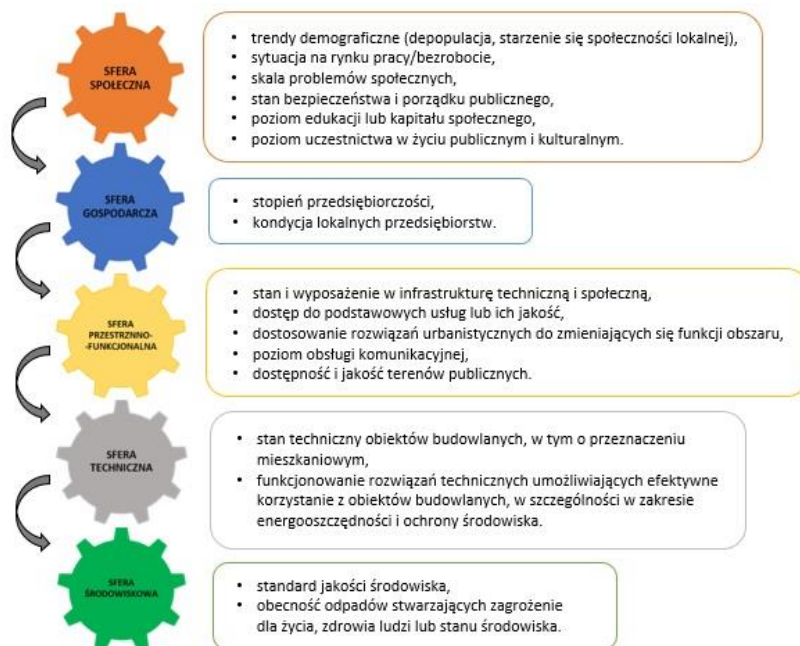 SFERA
SPOŁECZNA
• trendy demograficzne (depopulacja, starzenie się społeczności lokalnej),
• sytuacja na rynku pracy/bezrobocie,
• skala problemów społecznych,
• stan bezpieczeństwa i porządku publicznego,
• poziom edukacji lub kapitału społecznego,
• poziom uczestnictwa w życiu publicznym i kulturalnym.
SFERA
GOSPODARCZA
• stopień przedsiębiorczości,
• kondycja lokalnych przedsiębiorstw.
SFERA
PRZESTRZNNO-
-FUNKCJONALNA
• stan i wyposażenie w infrastrukturę techniczną i społeczną,
• dostęp do podstawowych usług lub ich jakość,
• dostosowanie rozwiązań urbanistycznych do zmieniających się funkcji obszaru,
• poziom obsługi komunikacyjnej,
• dostępność i jakość terenów publicznych.
SFERA
TECHNICZNA
• stan techniczny obiektów budowlanych, w tym o przeznaczeniu
mieszkaniowym,
• funkcjonowanie rozwiązań technicznych umożliwiających efektywne
korzystanie z obiektów budowlanych, w szczególności w zakresie
energooszczędności i ochrony środowiska.
SFERA
ŚRODOWISKOWA
• standard jakości środowiska,
• obecność odpadów stwarzających zagrożenie
dla życia, zdrowia ludzi lub stanu środowiska.